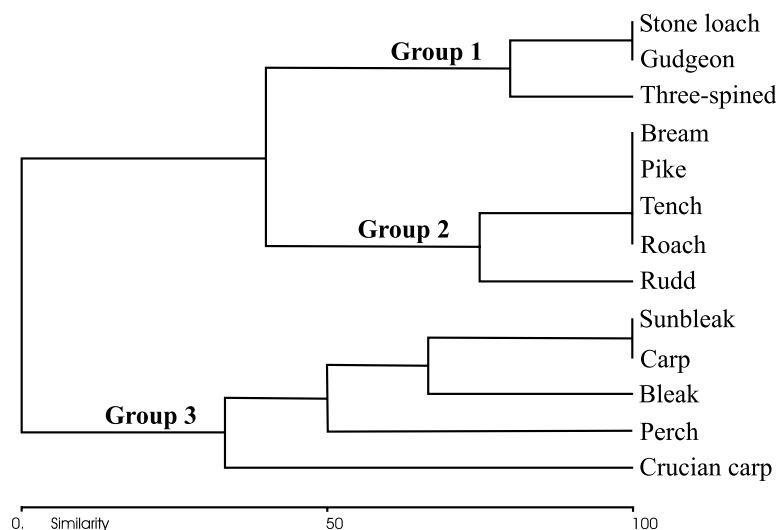 Stone loach
Group 1
Gudgeon
Three-spined
Bream
Pike
Tench
Group 2
Roach
Rudd
Sunbleak
Carp
Bleak
Group 3
Perch
Crucian carp
0. Similarity 50 100